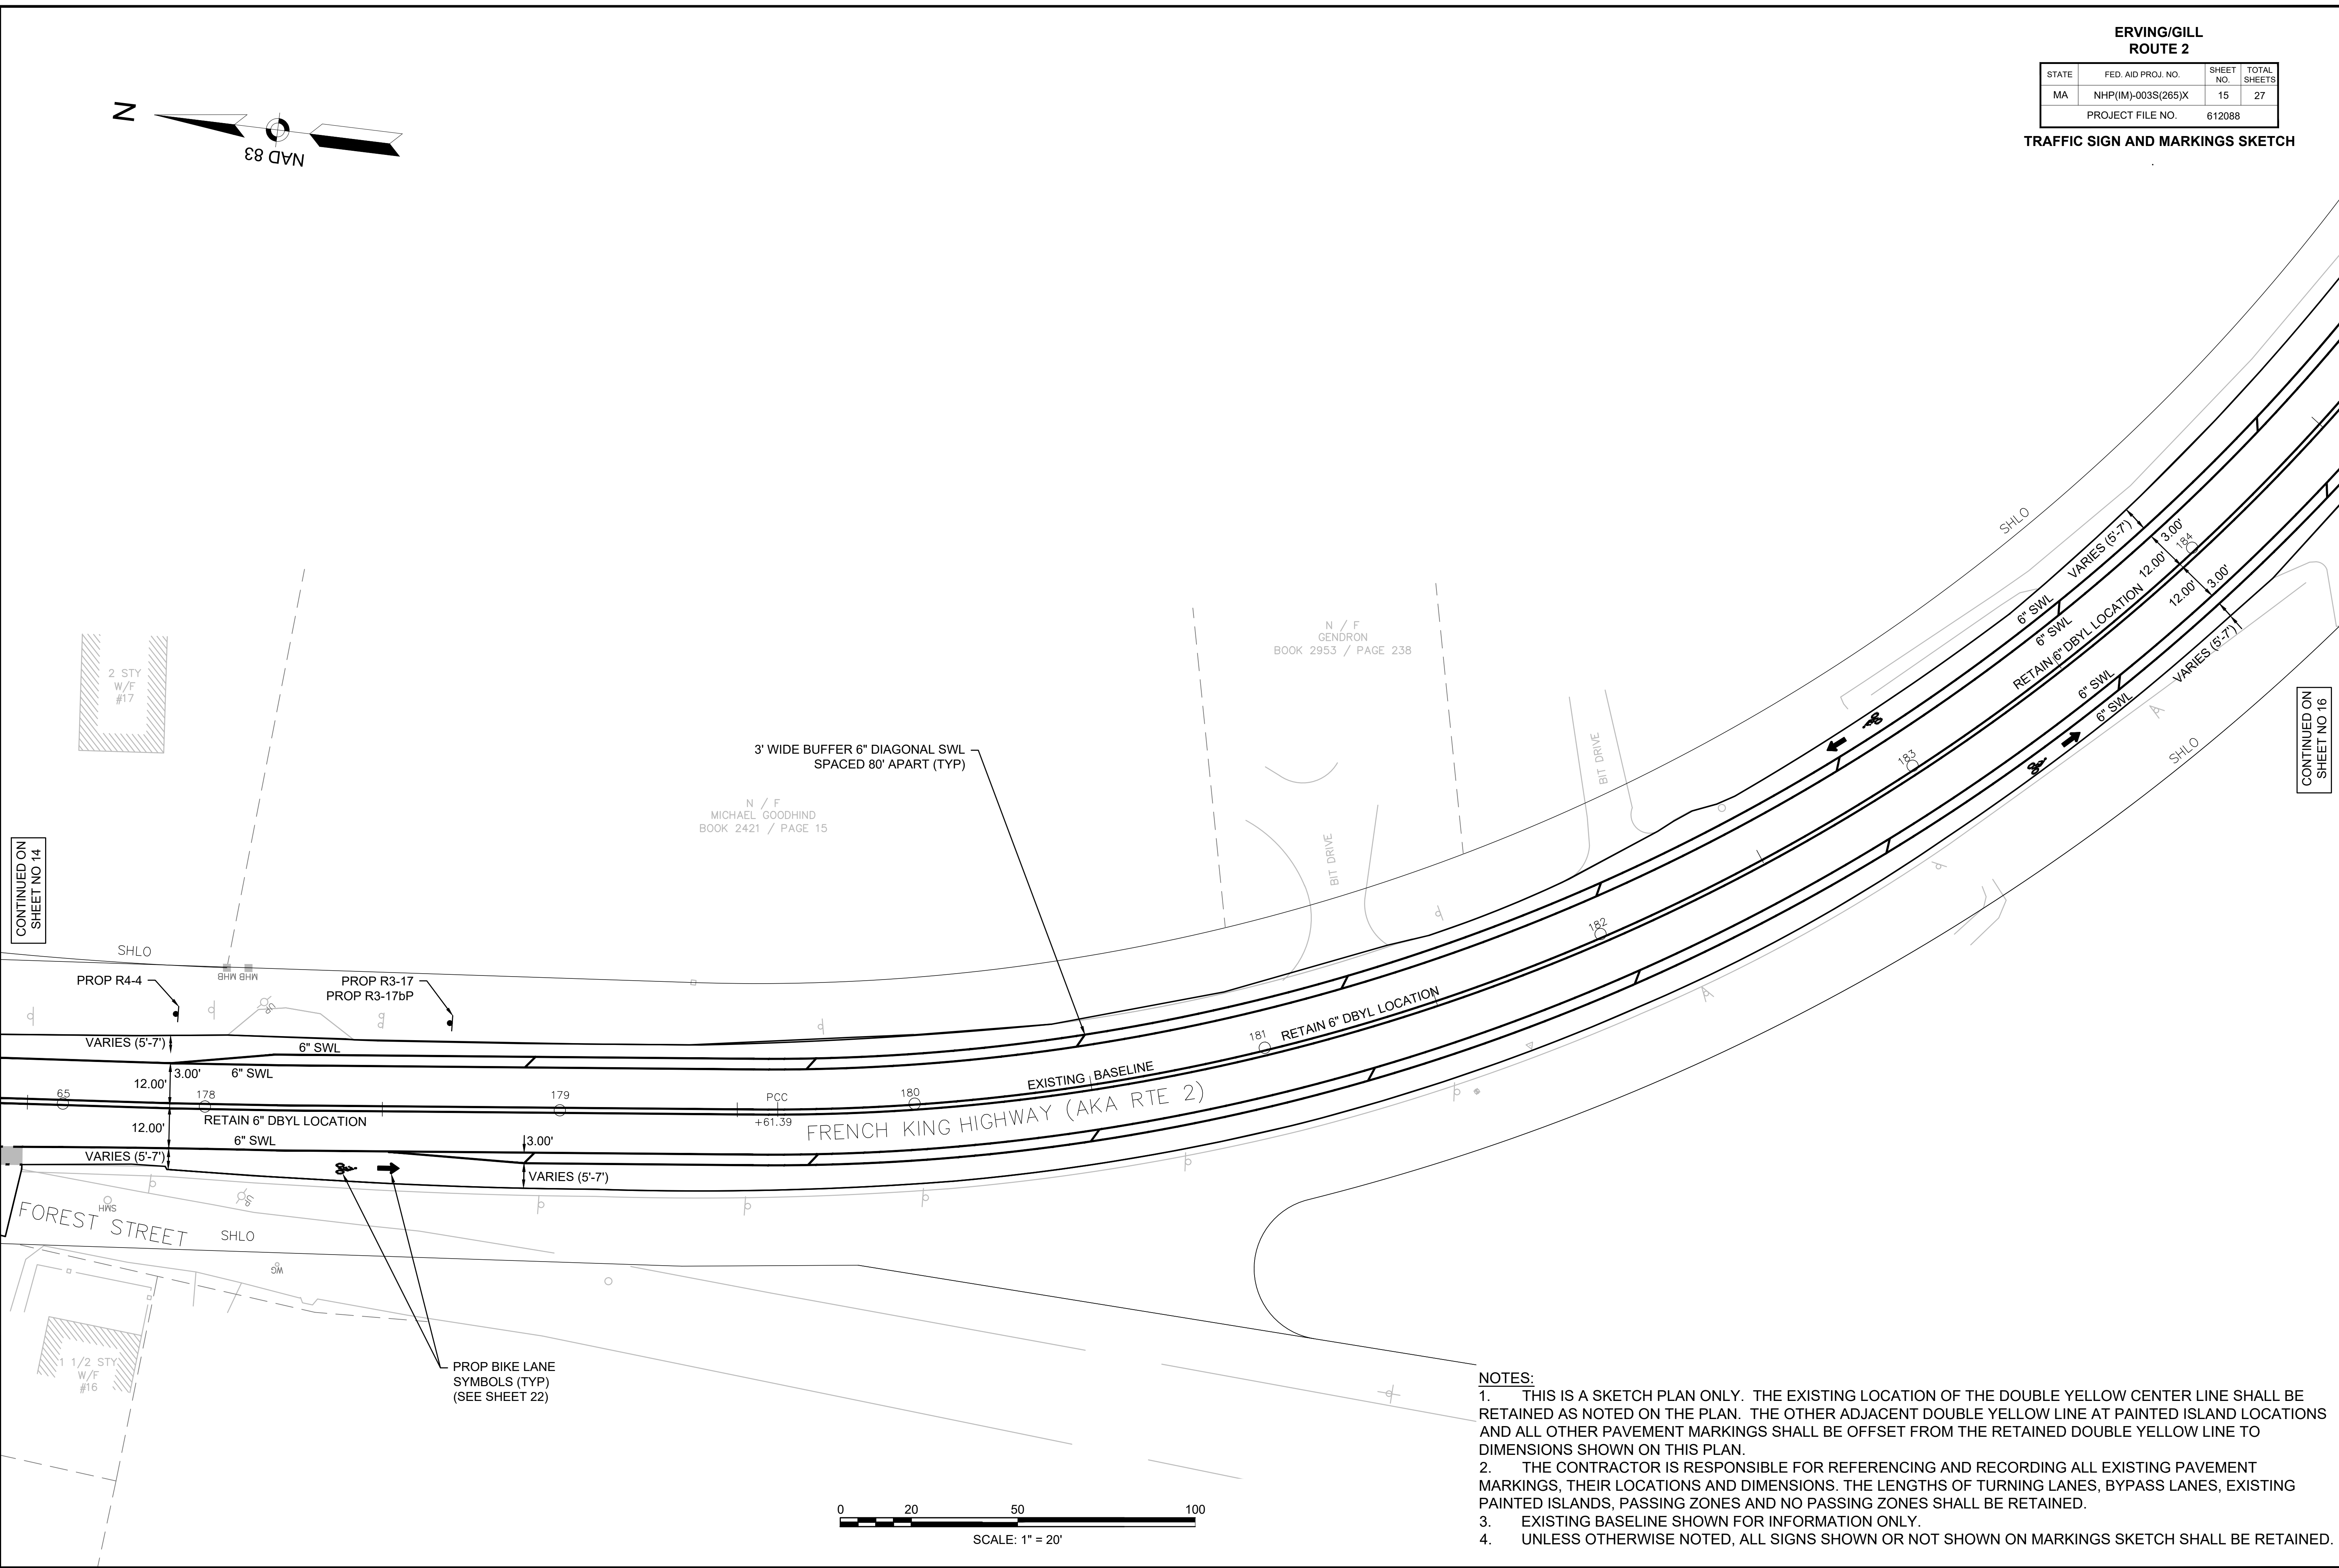 ERVING/GILL
ROUTE 2
STATE FED. AID PROJ. NO. SHEET NO. TOTAL SHEETS
MA NHP(IM)-003S(265)X 15 27
PROJECT FILE NO. 612088
TRAFFIC SIGN AND MARKINGS SKETCH
N
NAD 83
SHLO
VARIES (5'-7')
3.00'
184
12.00'
12.00'
3.00'
VARIES (5'-7')
6" SWL
6" SWL
RETAIN 6" DBYL LOCATION
6" SWL
6" SWL
SHLO
CONTINUED ON
SHEET NO 16
183
182
2 STY
W/F
#17
N / F
GENDRON
BOOK 2953 / PAGE 238
BIT DRIVE
BIT DRIVE
3' WIDE BUFFER 6" DIAGONAL SWL
SPACED 80' APART (TYP)
N / F
MICHAEL GOODHIND
BOOK 2421 / PAGE 15
CONTINUED ON
SHEET NO 14
SHLO
MHB MHB
PROP R4-4
PROP R3-17
PROP R3-17bP
VARIES (5'-7')
6" SWL
3.00'
6" SWL
12.00'
65
178
179
PCC
+61.39
180
181
RETAIN 6" DBYL LOCATION
EXISTING BASELINE
FRENCH KING HIGHWAY (AKA RTE 2)
RETAIN 6" DBYL LOCATION
12.00'
6" SWL
3.00'
VARIES (5'-7')
VARIES (5'-7')
SMH
FOREST STREET
SHLO
WG
1 1/2 STY
W/F
#16
PROP BIKE LANE
SYMBOLS (TYP)
(SEE SHEET 22)
0 20 50 100
SCALE: 1" = 20'
NOTES:
1. THIS IS A SKETCH PLAN ONLY. THE EXISTING LOCATION OF THE DOUBLE YELLOW CENTER LINE SHALL BE
RETAINED AS NOTED ON THE PLAN. THE OTHER ADJACENT DOUBLE YELLOW LINE AT PAINTED ISLAND LOCATIONS
AND ALL OTHER PAVEMENT MARKINGS SHALL BE OFFSET FROM THE RETAINED DOUBLE YELLOW LINE TO
DIMENSIONS SHOWN ON THIS PLAN.
2. THE CONTRACTOR IS RESPONSIBLE FOR REFERENCING AND RECORDING ALL EXISTING PAVEMENT
MARKINGS, THEIR LOCATIONS AND DIMENSIONS. THE LENGTHS OF TURNING LANES, BYPASS LANES, EXISTING
PAINTED ISLANDS, PASSING ZONES AND NO PASSING ZONES SHALL BE RETAINED.
3. EXISTING BASELINE SHOWN FOR INFORMATION ONLY.
4. UNLESS OTHERWISE NOTED, ALL SIGNS SHOWN OR NOT SHOWN ON MARKINGS SKETCH SHALL BE RETAINED.